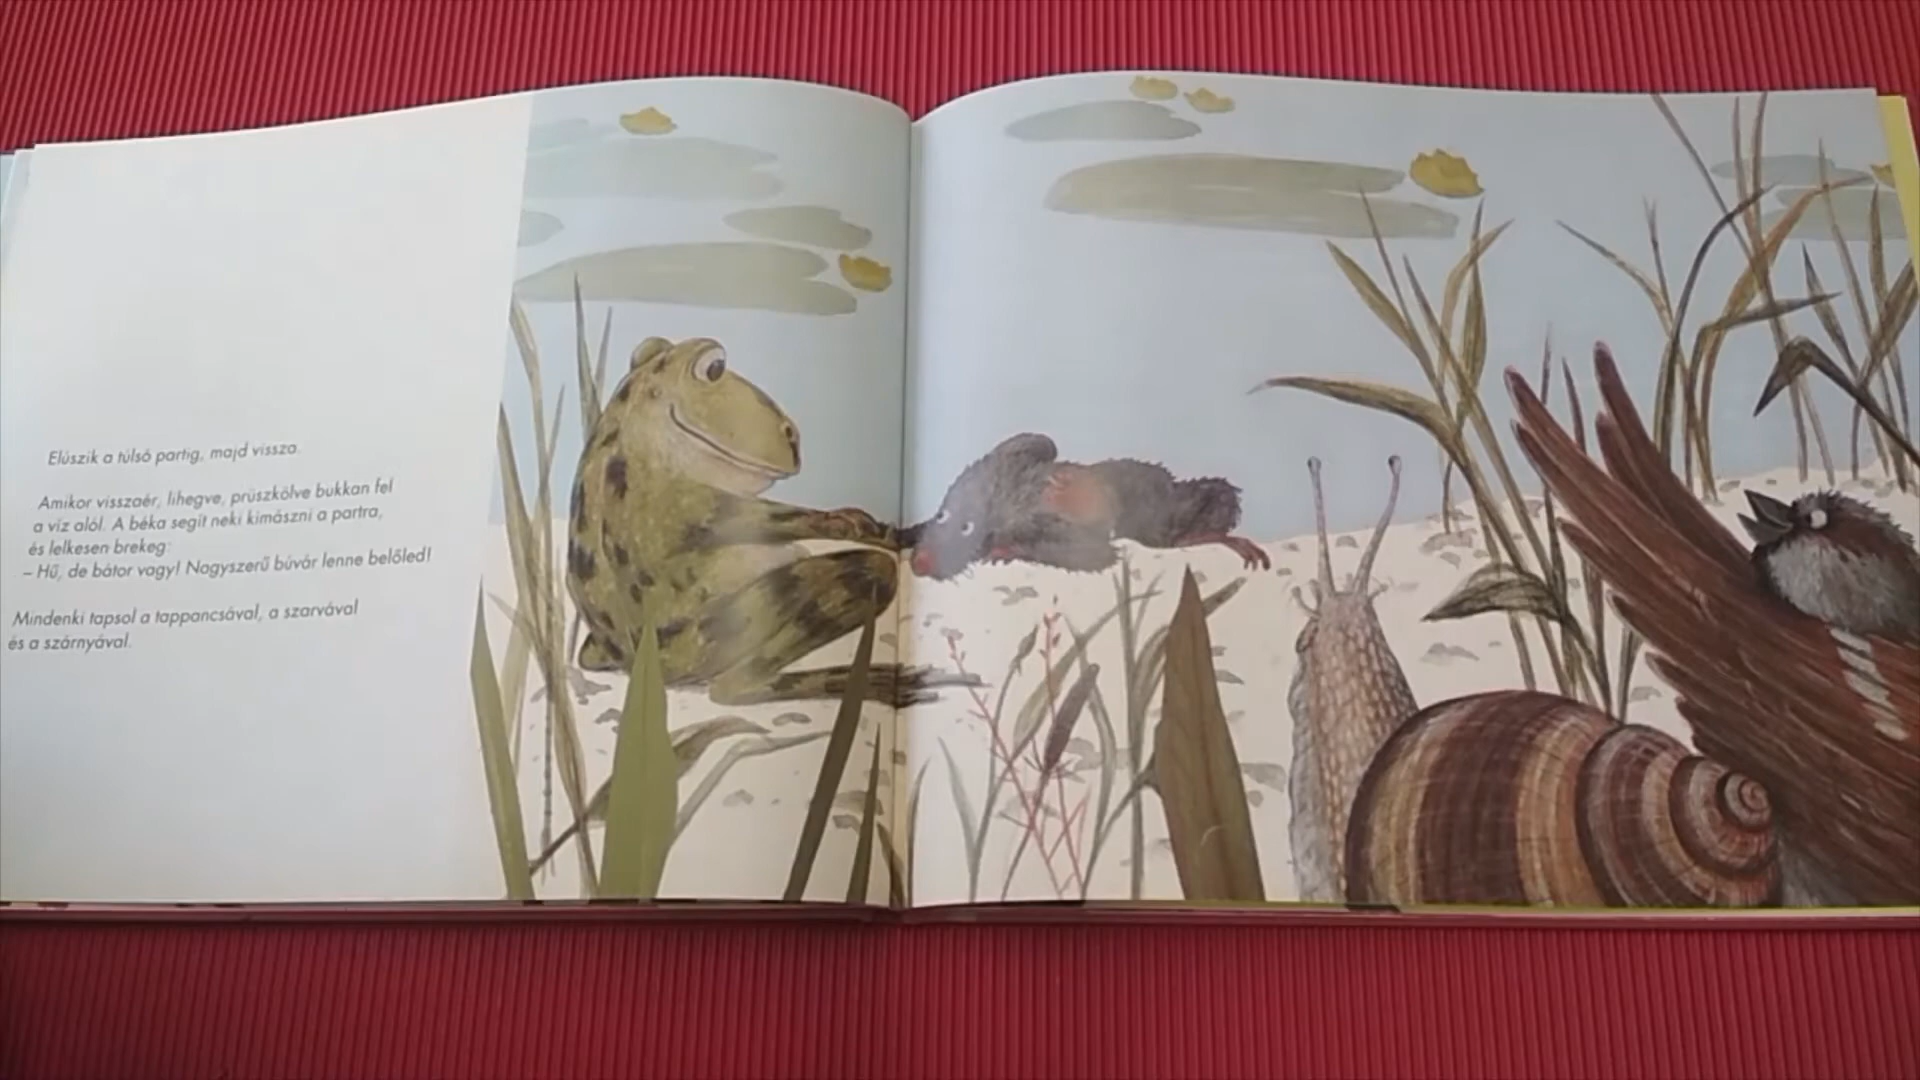 Elúszik a túlsó partig, majd vissza.
Amikor visszaér, lihegve, prüszkölve bukkan fel
a víz alól. A béka segít neki kimászni a partra,
és lelkesen brekeg:
– Hű, de bátor vagy! Nagyszerű búvár lenne belőled!
Mindenki tapsol a tappancsával, a szarvával
és a szárnyával.